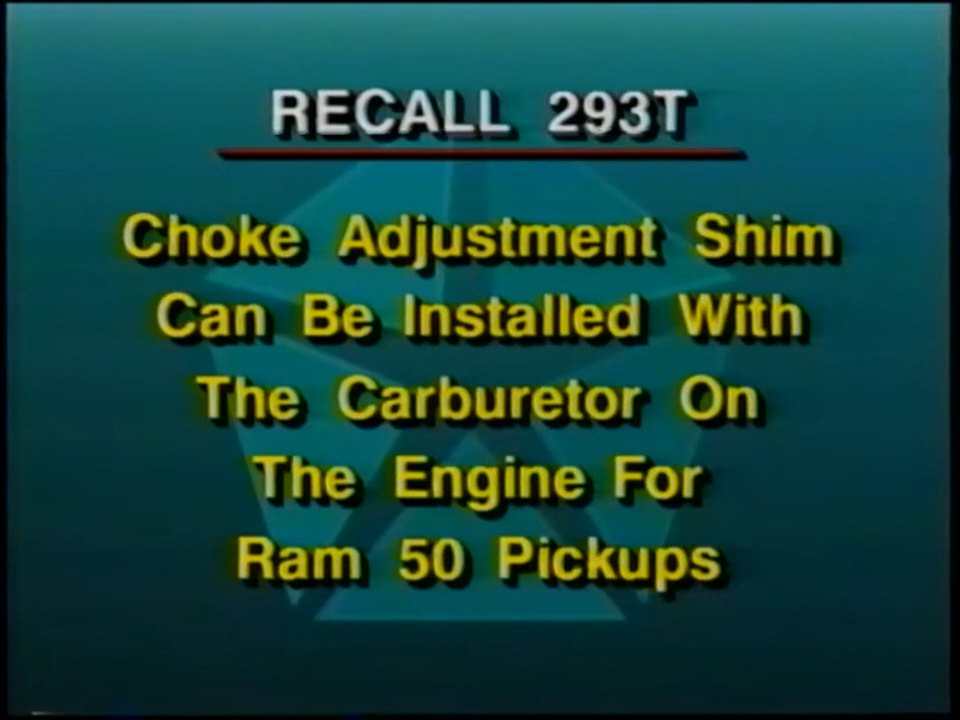 RECALL 293T
Choke Adjustment Shim
Can Be Installed With
The Carburetor On
The Engine For
Ram 50 Pickups